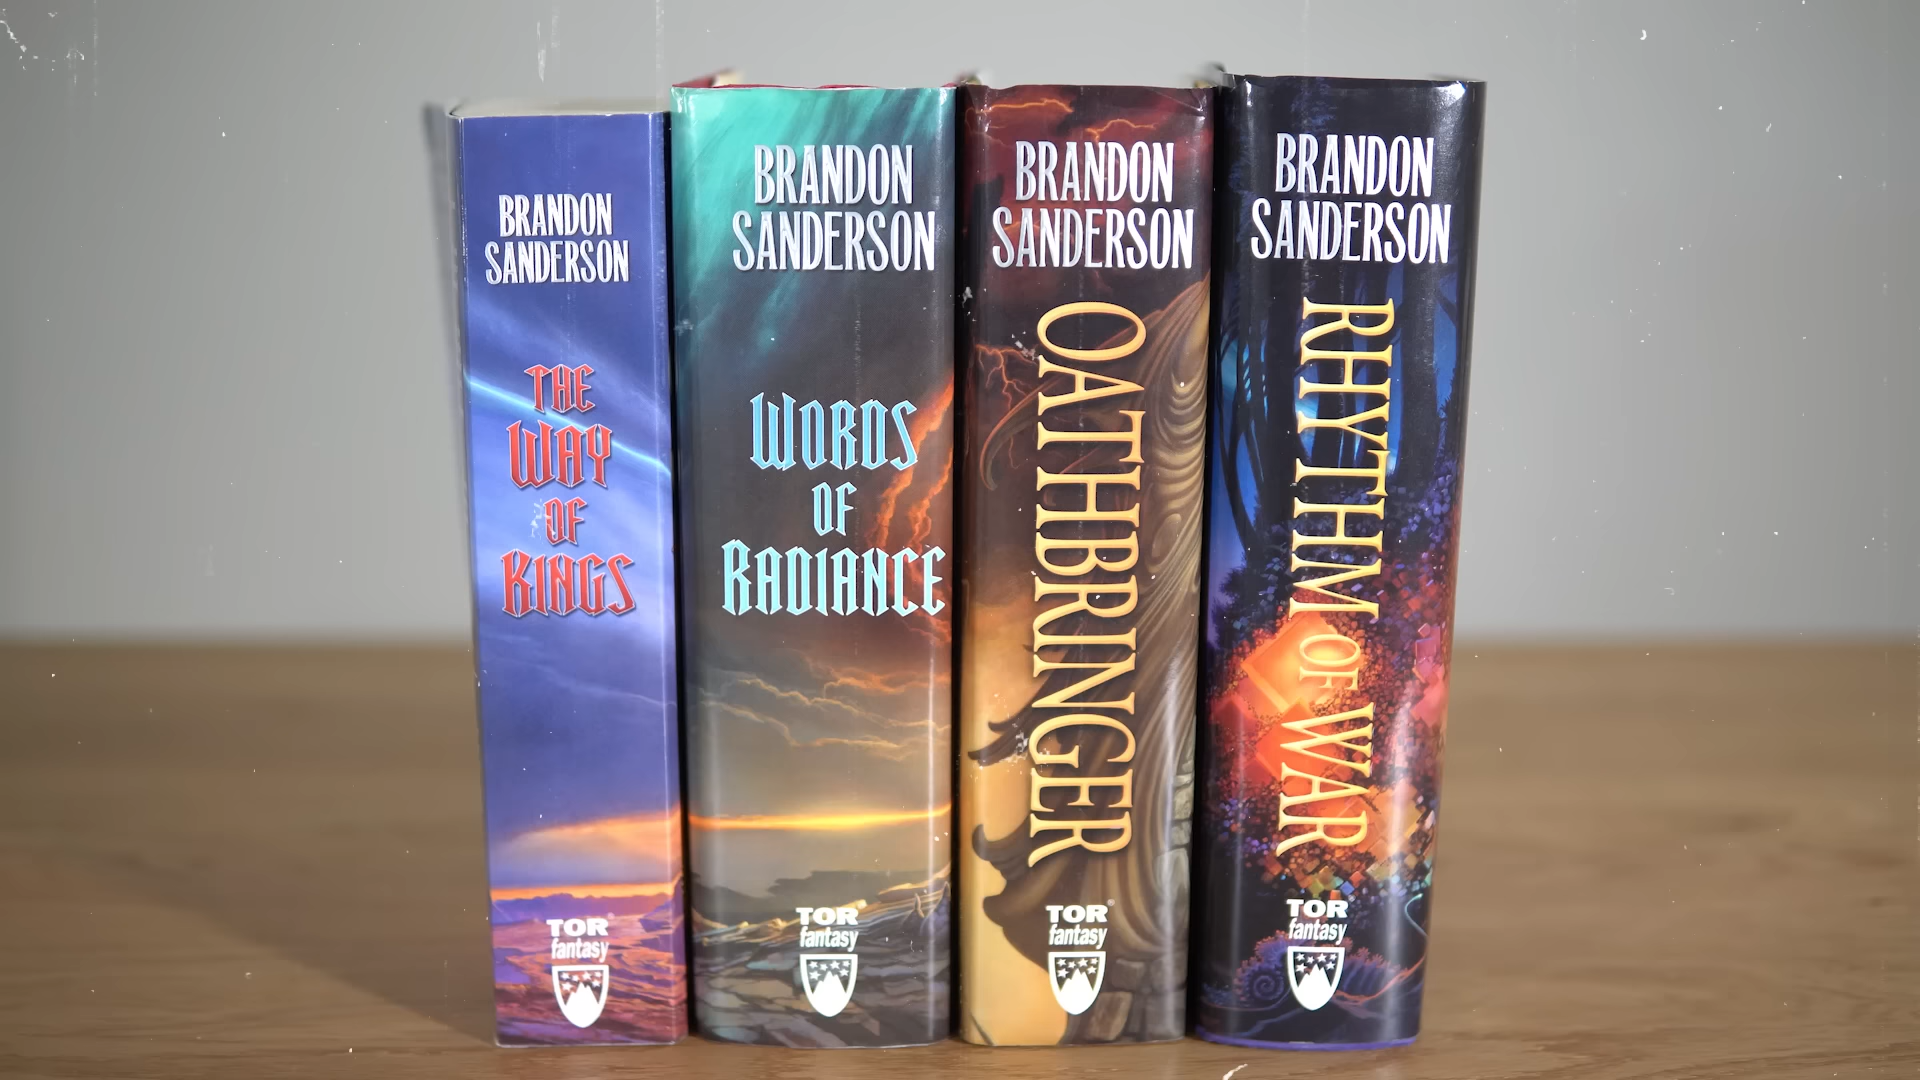 BRANDON
SANDERSON
THE
WAY
OF
KINGS
TOR
fantasy
BRANDON
SANDERSON
WORDS
OF
RADIANCE
TOR
fantasy
BRANDON
SANDERSON
OATHBRINGER
TOR®
fantasy
BRANDON
SANDERSON
RHYTHM OF WAR
TOR
fantasy